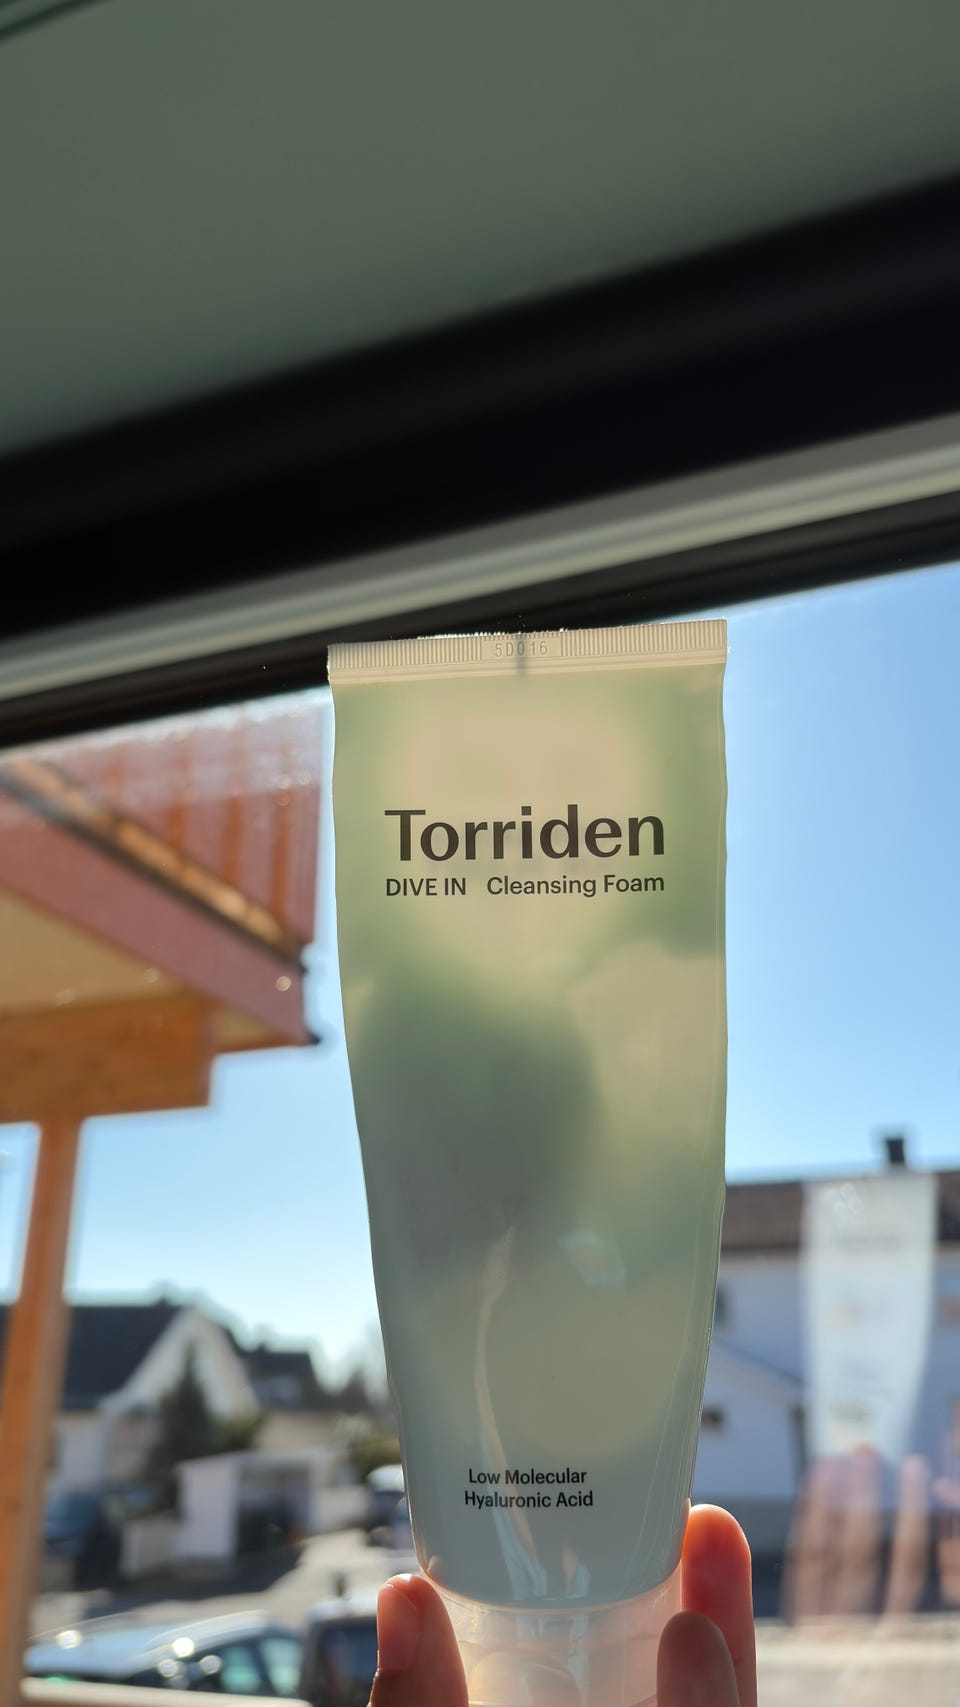 5D016
Torriden
DIVE IN Cleansing Foam
Low Molecular
Hyaluronic Acid